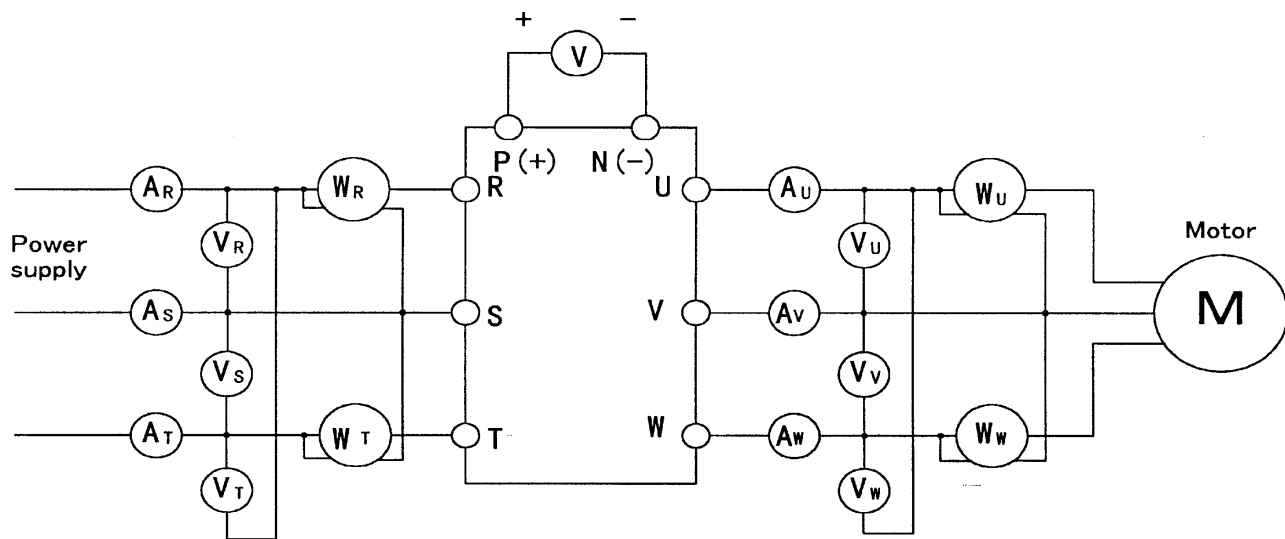 + −
V
P(+) N(−)
AR WR R U AU WU
VR VU
Power
supply
Motor
AS S V AV M
VS VV
AT WT T W AW WW
VT VW